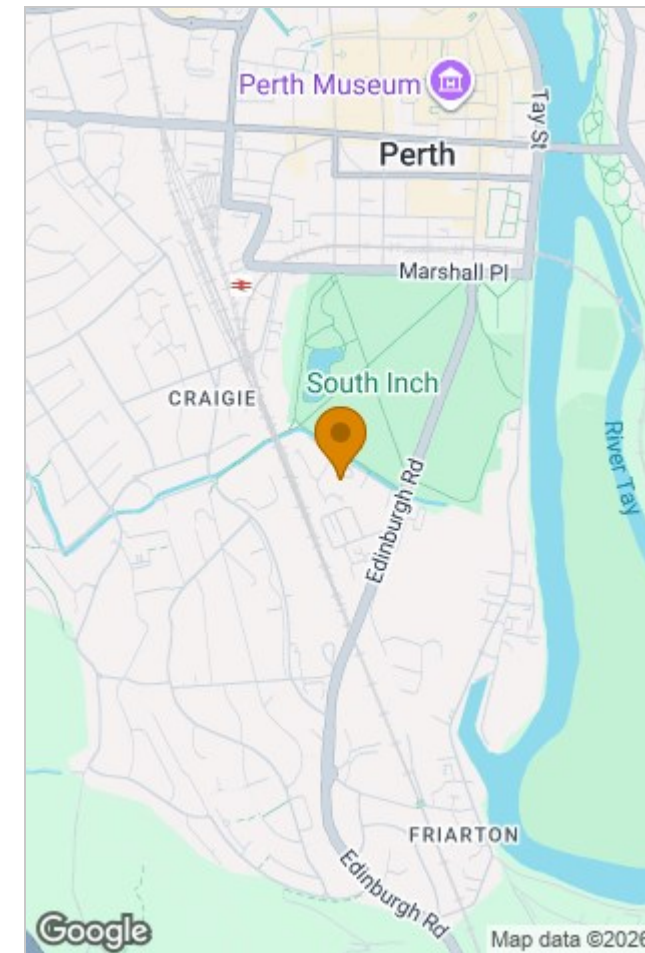 Perth Museum
Tay St
Perth
Marshall Pl
South Inch
CRAIGIE
River Tay
Edinburgh Rd
FRIARTON
Edinburgh Rd
Google
Map data ©2026